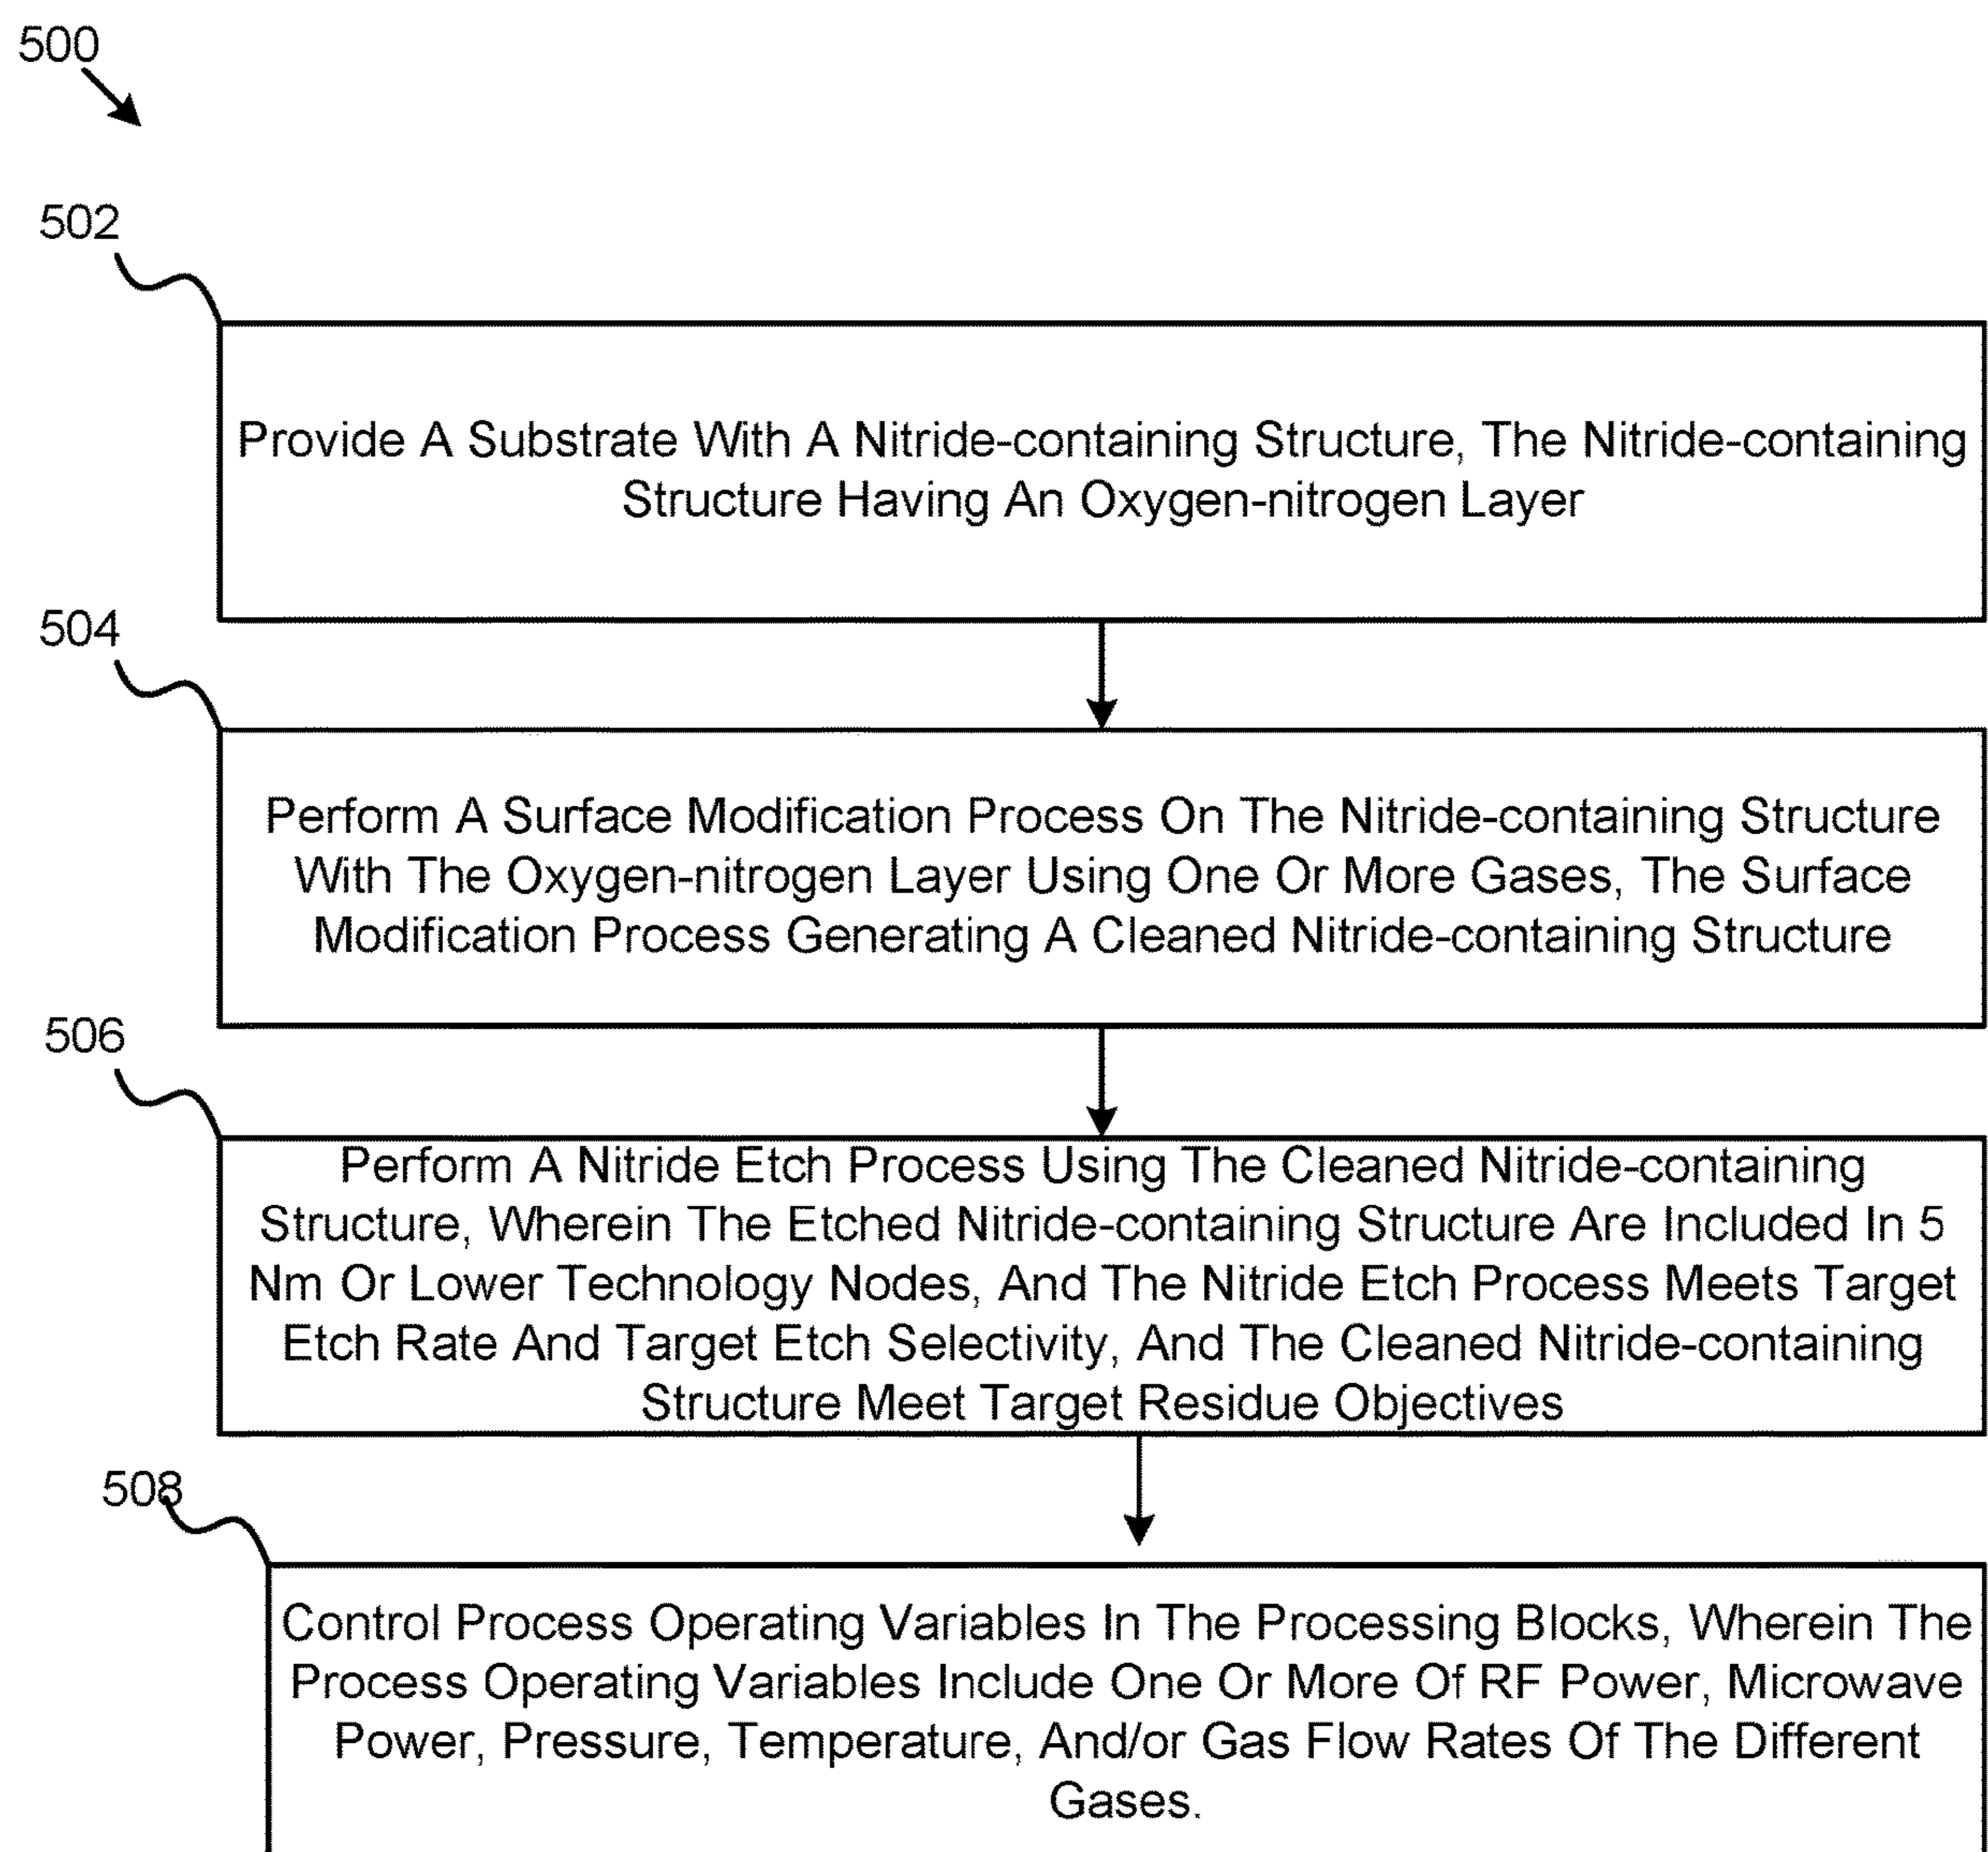 500
502
Provide A Substrate With A Nitride-containing Structure, The Nitride-containing
Structure Having An Oxygen-nitrogen Layer
504
Perform A Surface Modification Process On The Nitride-containing Structure
With The Oxygen-nitrogen Layer Using One Or More Gases, The Surface
Modification Process Generating A Cleaned Nitride-containing Structure
506
Perform A Nitride Etch Process Using The Cleaned Nitride-containing
Structure, Wherein The Etched Nitride-containing Structure Are Included In 5
Nm Or Lower Technology Nodes, And The Nitride Etch Process Meets Target
Etch Rate And Target Etch Selectivity, And The Cleaned Nitride-containing
Structure Meet Target Residue Objectives
508
Control Process Operating Variables In The Processing Blocks, Wherein The
Process Operating Variables Include One Or More Of RF Power, Microwave
Power, Pressure, Temperature, And/or Gas Flow Rates Of The Different
Gases.